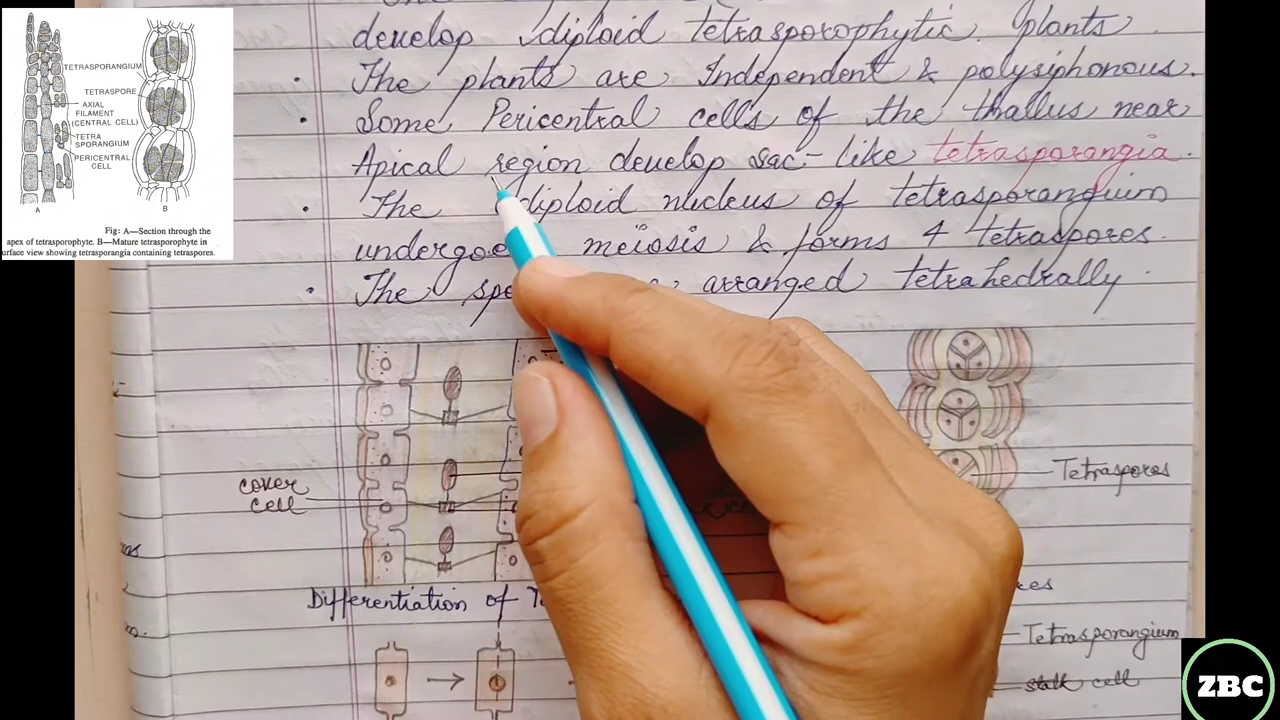 develop diploid tetrasporophytic plants
The plants are Independent & polysiphonous.
Some Pericentral cells of the thallus near
Apical region develop sac-like tetrasporangia.
The diploid nucleus of tetrasporangium
undergoes meiosis & forms 4 tetraspores.
The arranged tetrahedrally
cover
cell
Tetraspores
Differentiation of
Tetrasporangium
stalk cell
TETRASPORANGIUM
TETRASPORE
AXIAL
FILAMENT
(CENTRAL CELL)
TETRA
SPORANGIUM
PERICENTRAL
CELL
A
B
Fig: A—Section through the
apex of tetrasporophyte. B—Mature tetrasporophyte in
urface view showing tetrasporangia containing tetraspores.
ZBC